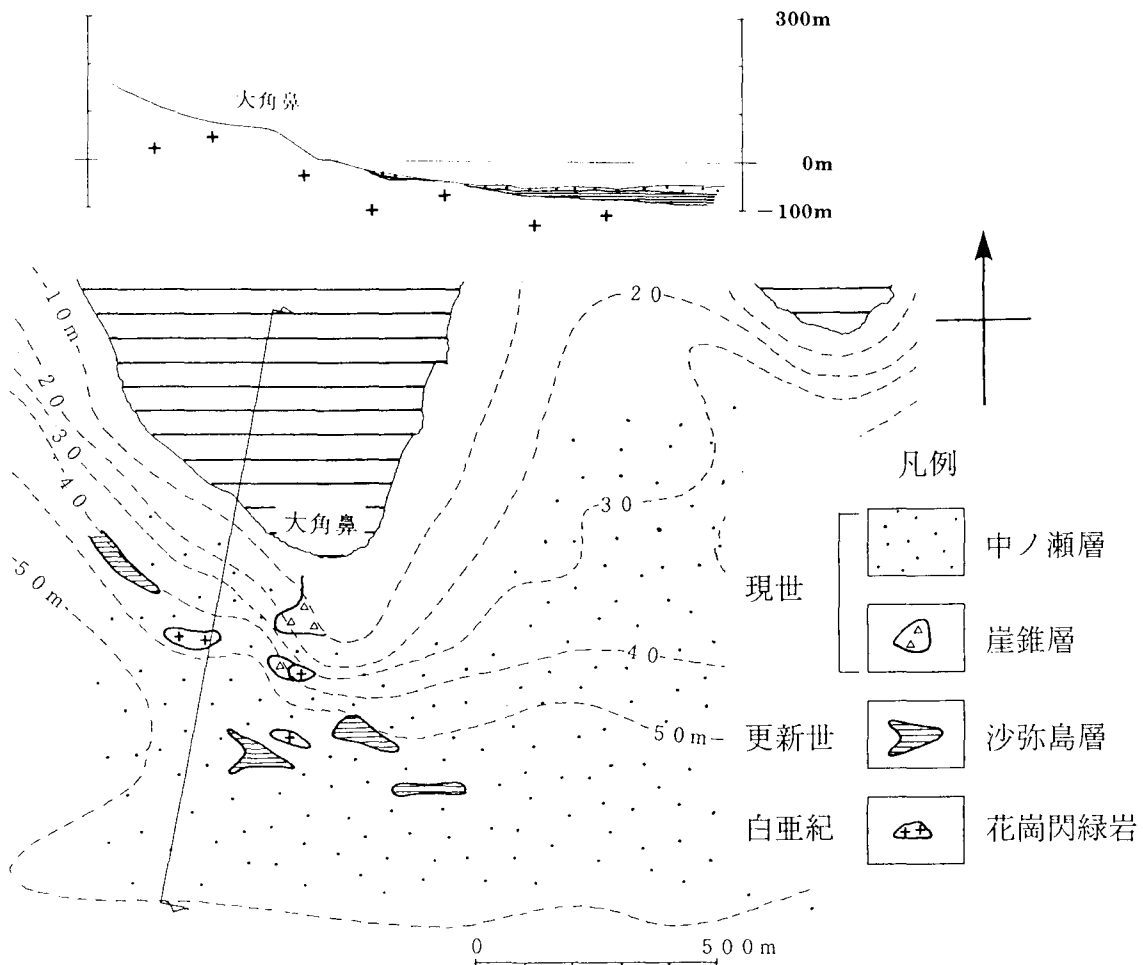 300m
大角鼻
0m
-100m
-10m
20
30
40
-50m
大角鼻
20
30
40
50m
凡例
現世
中ノ瀬層
崖錐層
更新世
沙弥島層
白亜紀
花崗閃緑岩
0 500m